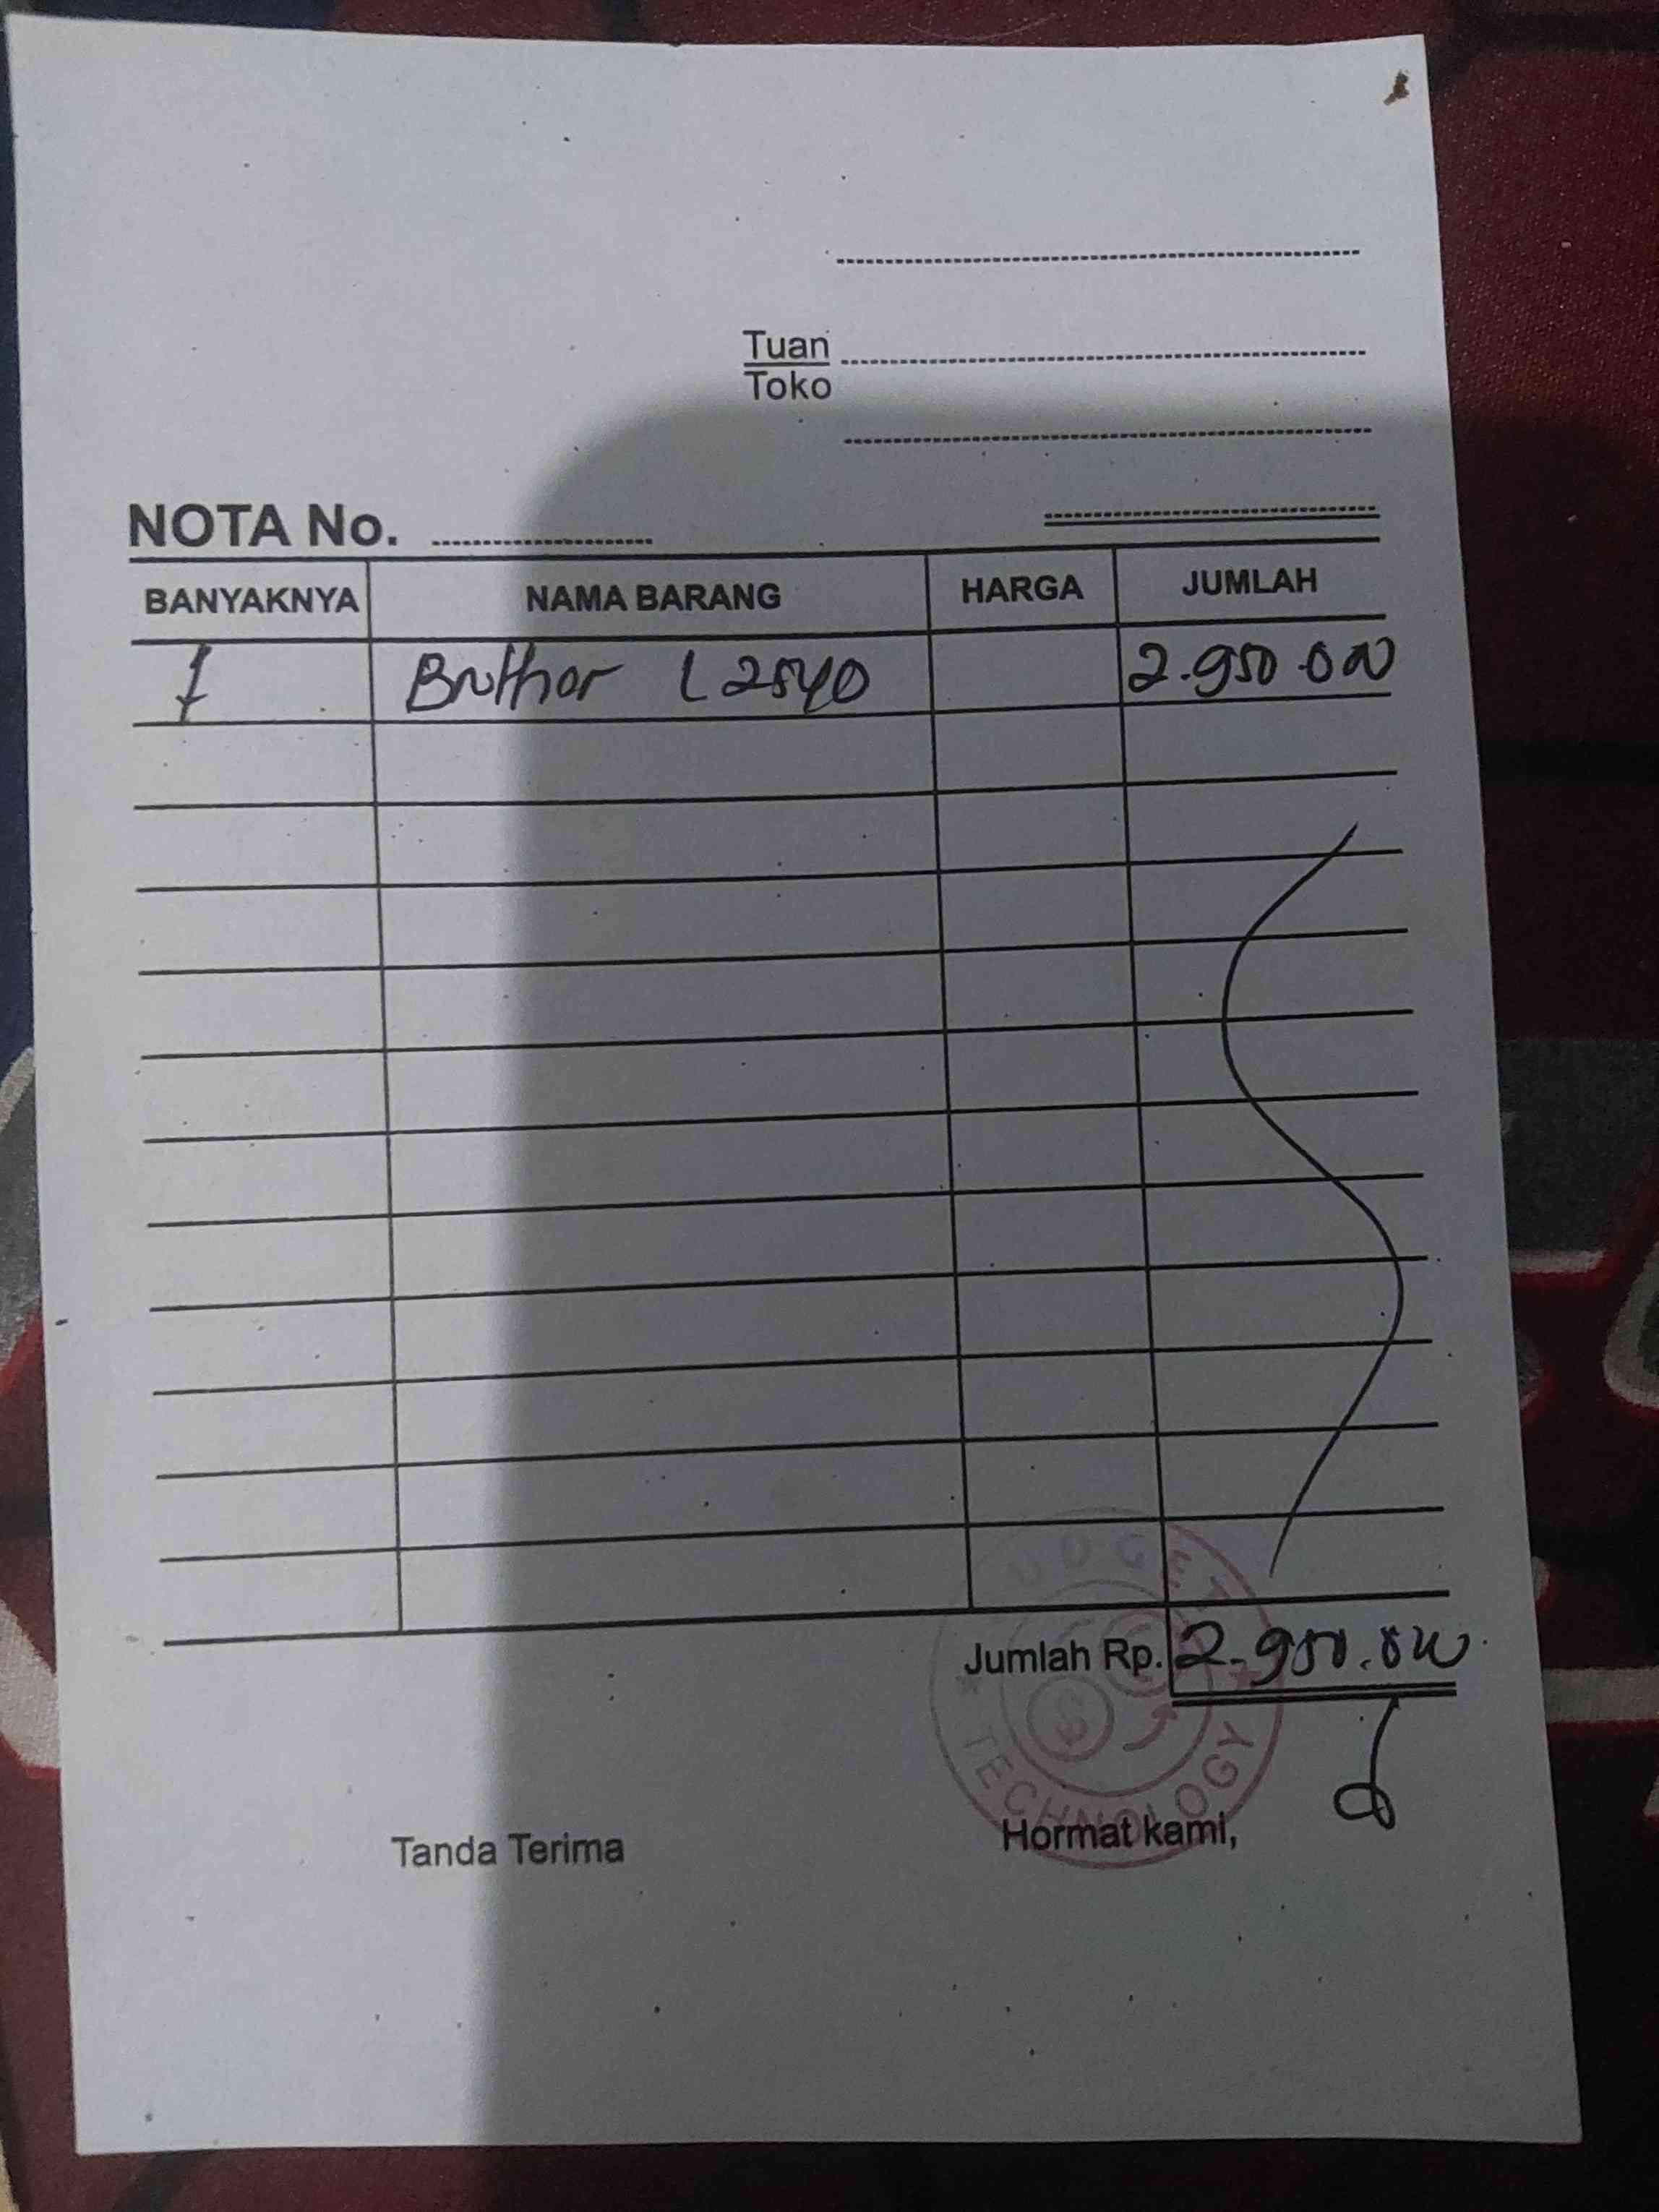 Tuan
Toko
NOTA No.
BANYAKNYA NAMA BARANG HARGA JUMLAH
1 Brother L2540 2.950.000
Jumlah Rp. 2.950.000
UDGET
TECHNOLOGY
Tanda Terima Hormat kami,